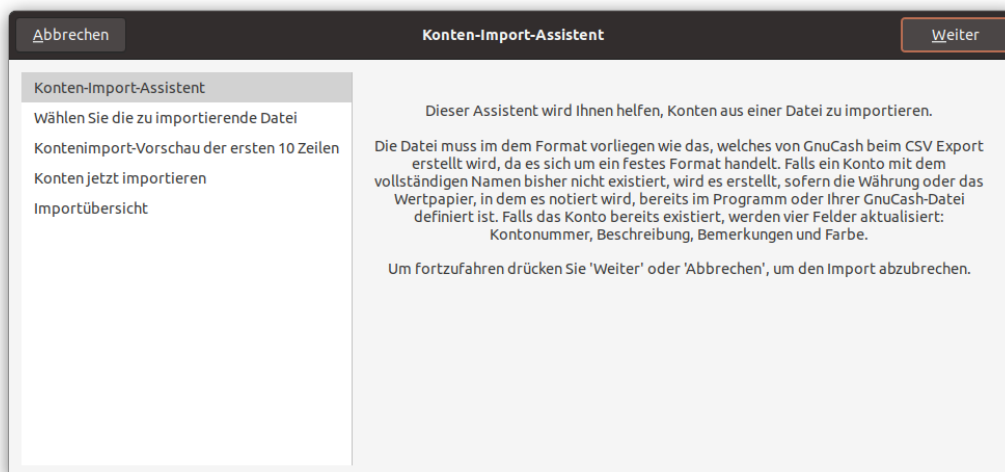 Abbrechen
Konten-Import-Assistent
Weiter
Konten-Import-Assistent
Wählen Sie die zu importierende Datei
Kontenimport-Vorschau der ersten 10 Zeilen
Konten jetzt importieren
Importübersicht
Dieser Assistent wird Ihnen helfen, Konten aus einer Datei zu importieren.
Die Datei muss im dem Format vorliegen wie das, welches von GnuCash beim CSV Export
erstellt wird, da es sich um ein festes Format handelt. Falls ein Konto mit dem
vollständigen Namen bisher nicht existiert, wird es erstellt, sofern die Währung oder das
Wertpapier, in dem es notiert wird, bereits im Programm oder Ihrer GnuCash-Datei
definiert ist. Falls das Konto bereits existiert, werden vier Felder aktualisiert:
Kontonummer, Beschreibung, Bemerkungen und Farbe.
Um fortzufahren drücken Sie 'Weiter' oder 'Abbrechen', um den Import abzubrechen.